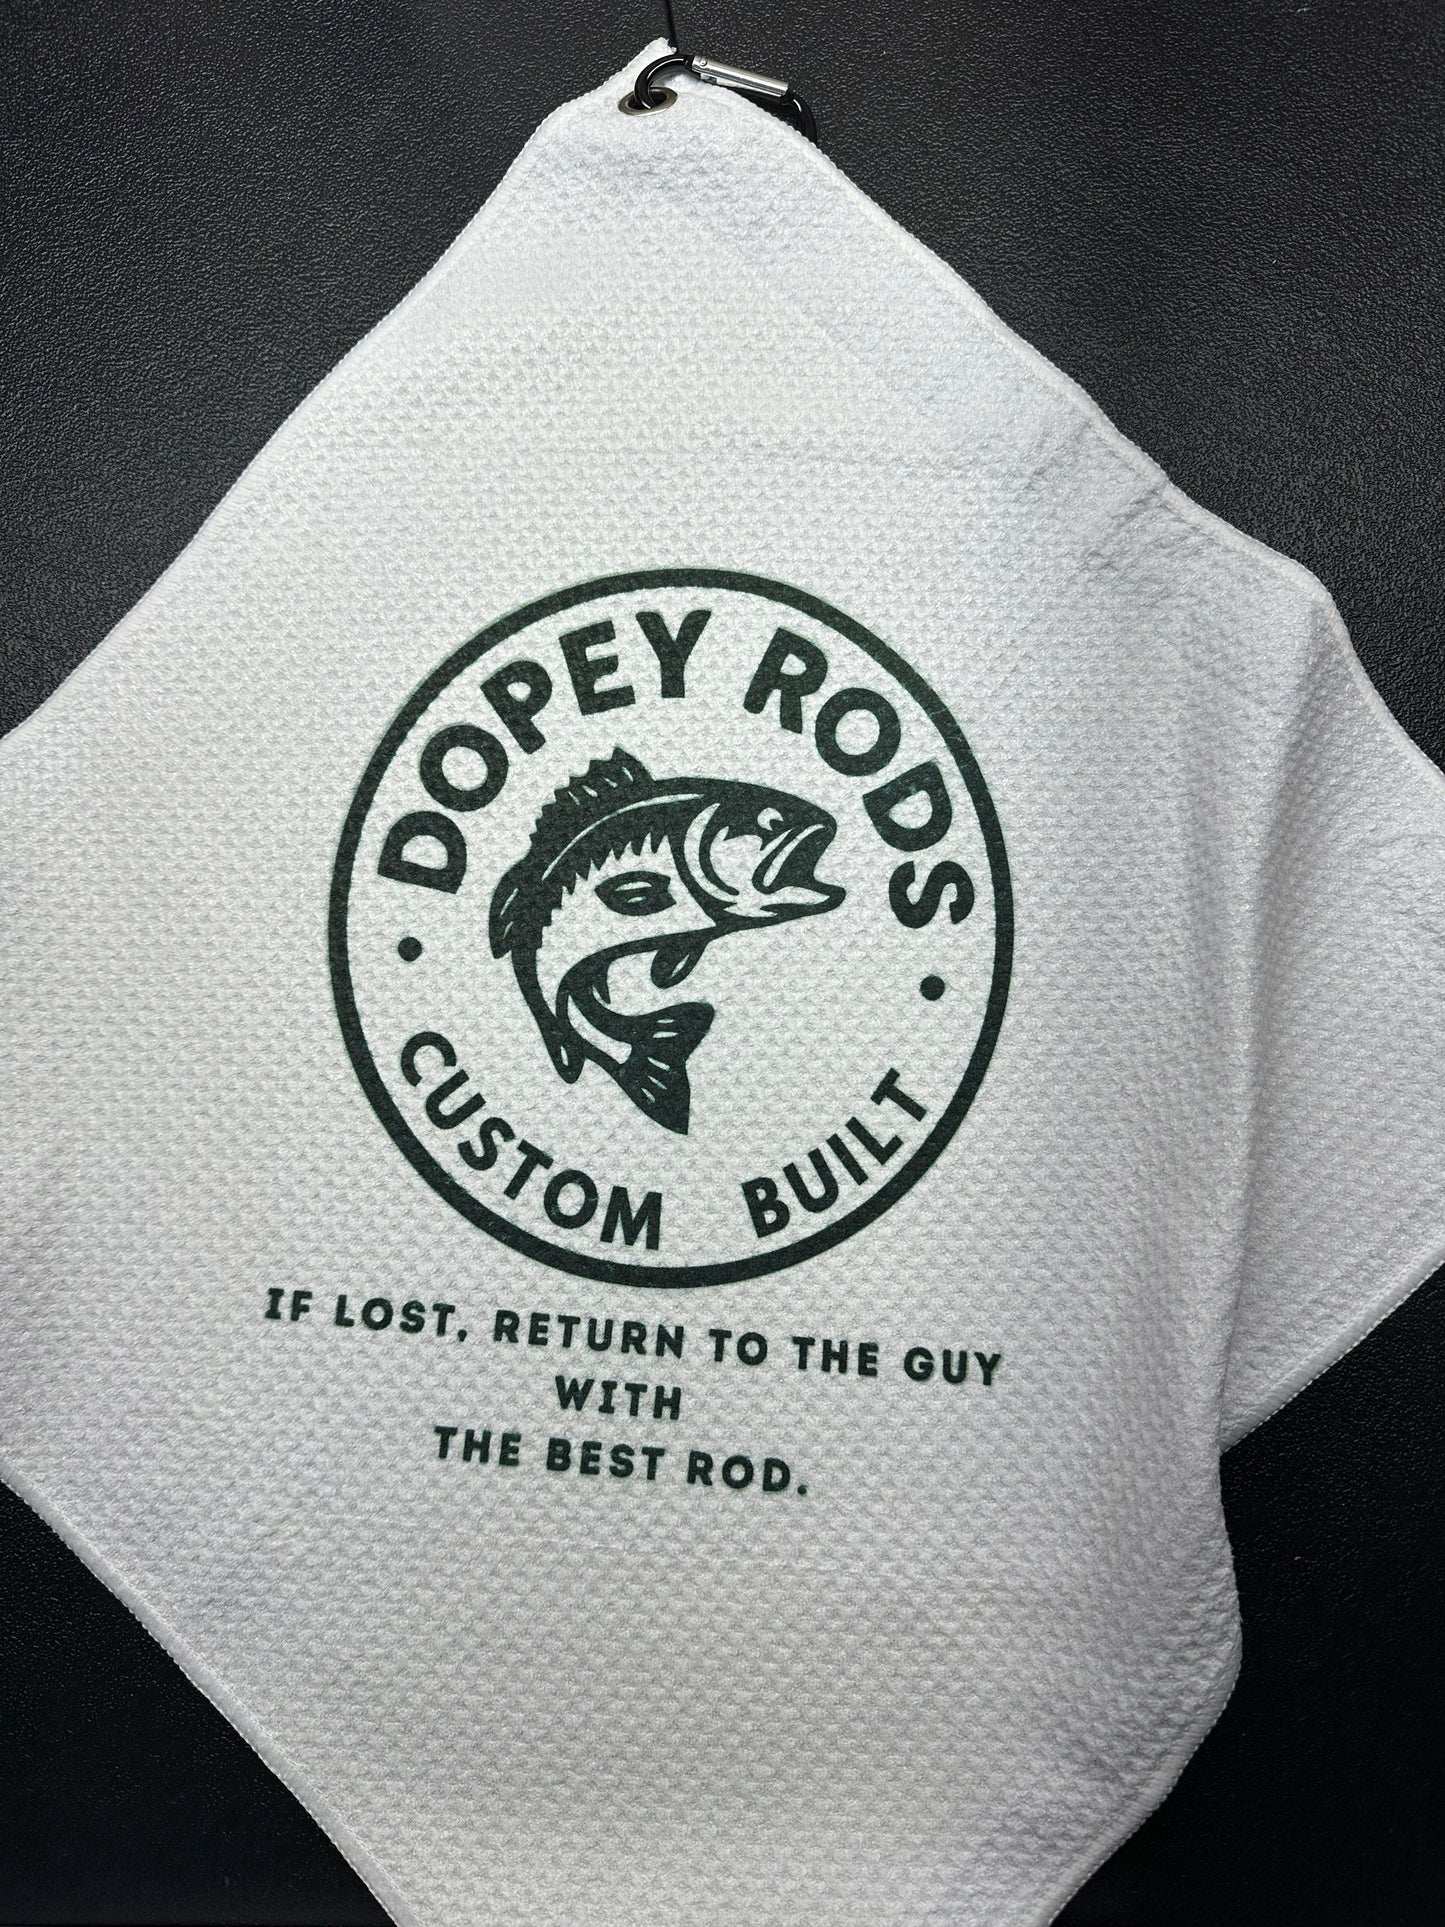 DOPEY RODS
• CUSTOM BUILT •
IF LOST, RETURN TO THE GUY
WITH
THE BEST ROD.